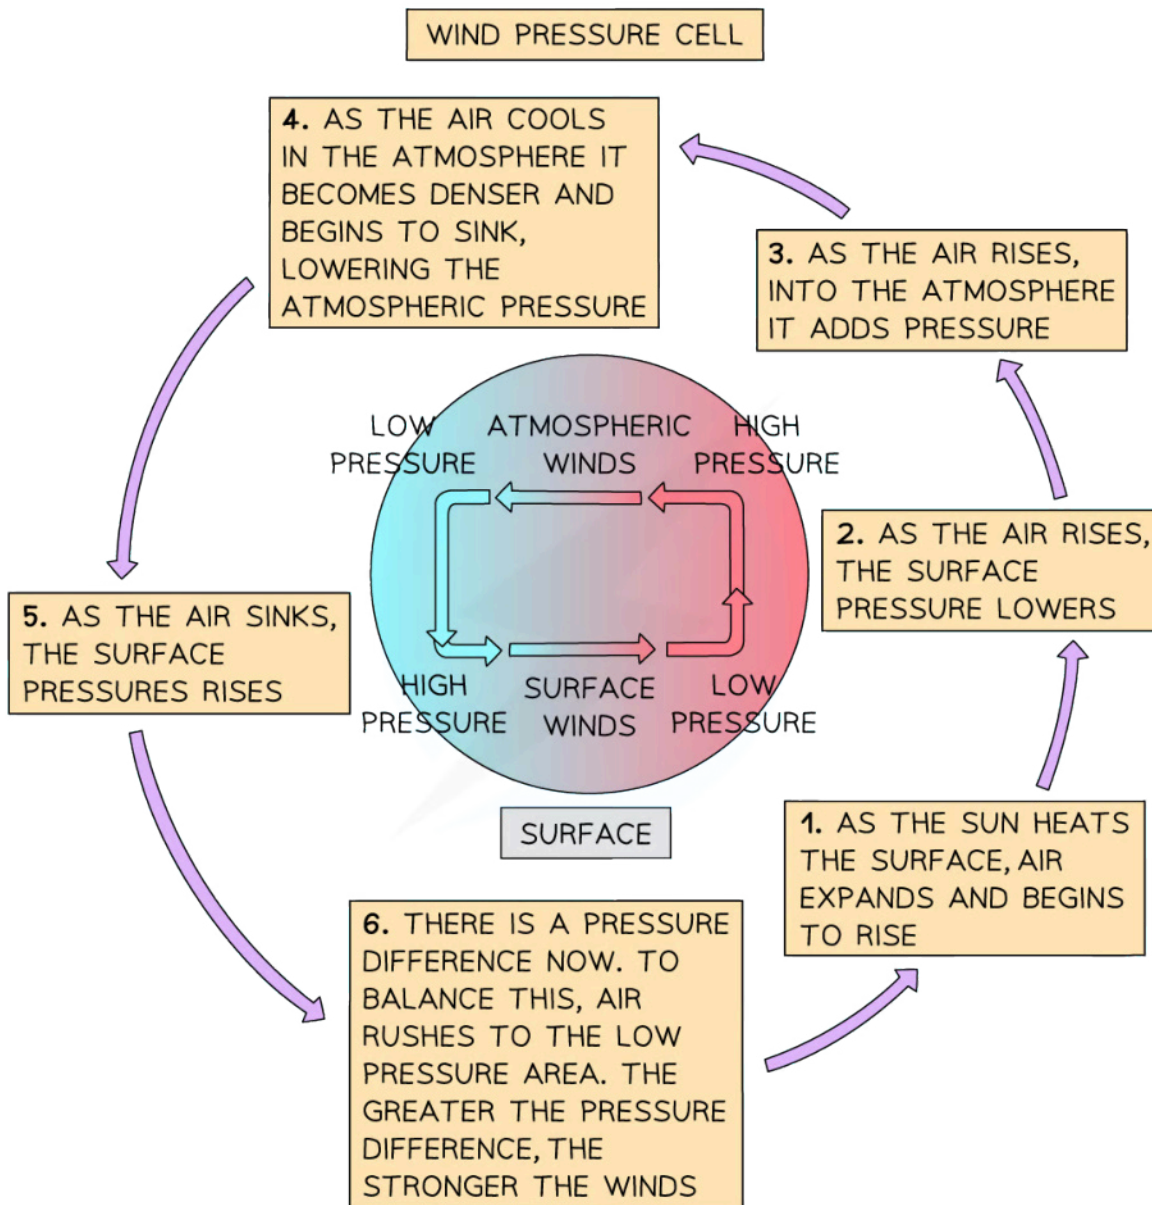 WIND PRESSURE CELL
4. AS THE AIR COOLS
IN THE ATMOSPHERE IT
BECOMES DENSER AND
BEGINS TO SINK,
LOWERING THE
ATMOSPHERIC PRESSURE
3. AS THE AIR RISES,
INTO THE ATMOSPHERE
IT ADDS PRESSURE
LOW
PRESSURE
ATMOSPHERIC
WINDS
HIGH
PRESSURE
2. AS THE AIR RISES,
THE SURFACE
PRESSURE LOWERS
5. AS THE AIR SINKS,
THE SURFACE
PRESSURES RISES
HIGH
PRESSURE
SURFACE
WINDS
LOW
PRESSURE
SURFACE
1. AS THE SUN HEATS
THE SURFACE, AIR
EXPANDS AND BEGINS
TO RISE
6. THERE IS A PRESSURE
DIFFERENCE NOW. TO
BALANCE THIS, AIR
RUSHES TO THE LOW
PRESSURE AREA. THE
GREATER THE PRESSURE
DIFFERENCE, THE
STRONGER THE WINDS